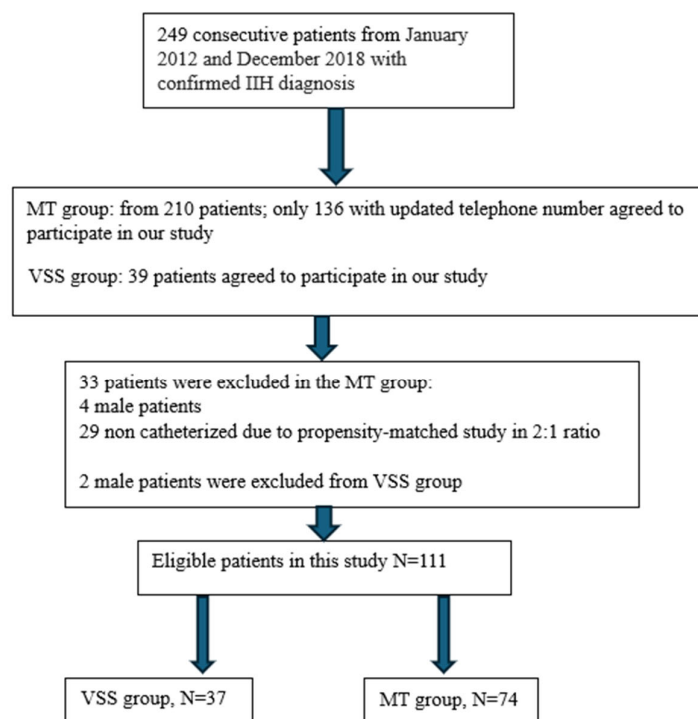 249 consecutive patients from January
2012 and December 2018 with
confirmed IIH diagnosis
MT group: from 210 patients; only 136 with updated telephone number agreed to
participate in our study
VSS group: 39 patients agreed to participate in our study
33 patients were excluded in the MT group:
4 male patients
29 non catheterized due to propensity-matched study in 2:1 ratio
2 male patients were excluded from VSS group
Eligible patients in this study N=111
VSS group, N=37
MT group, N=74